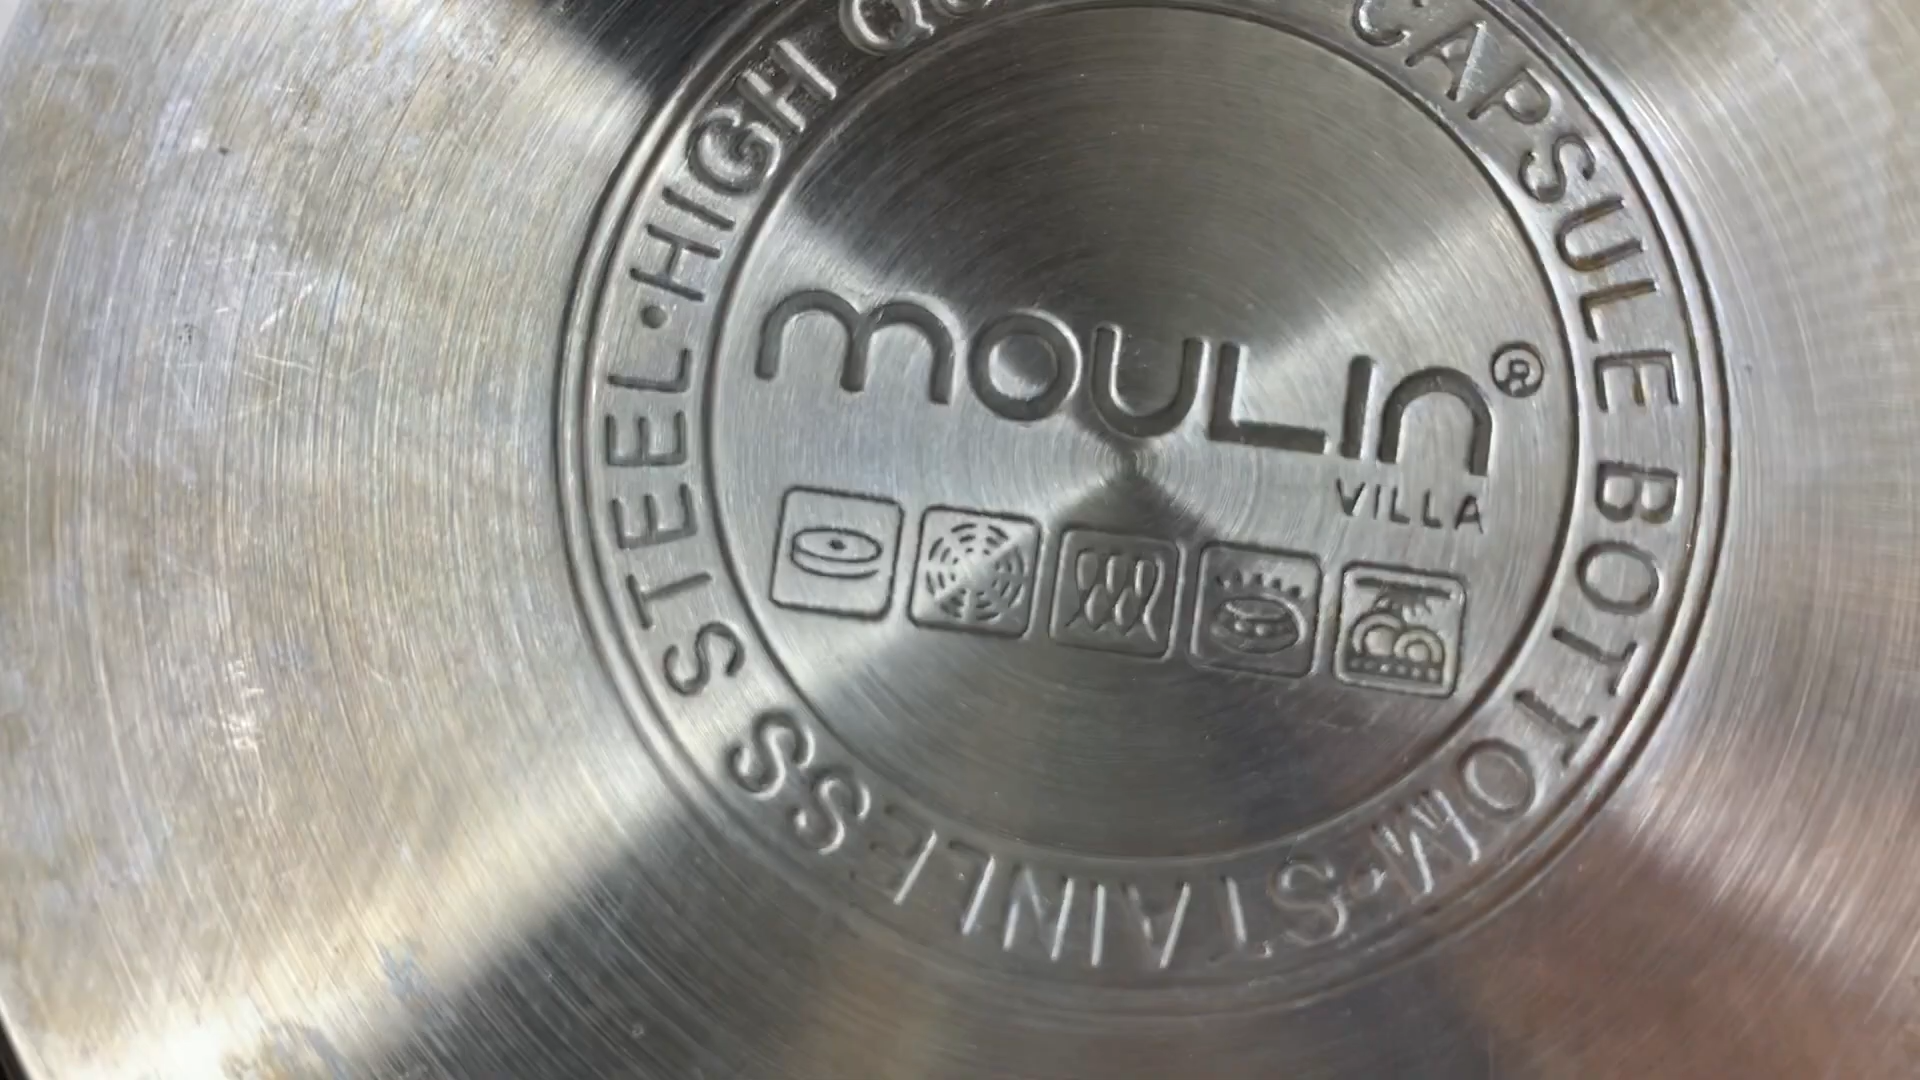 HIGH CAPSULE BOTTOM • STAINLESS STEEL •
moulin®
VILLA